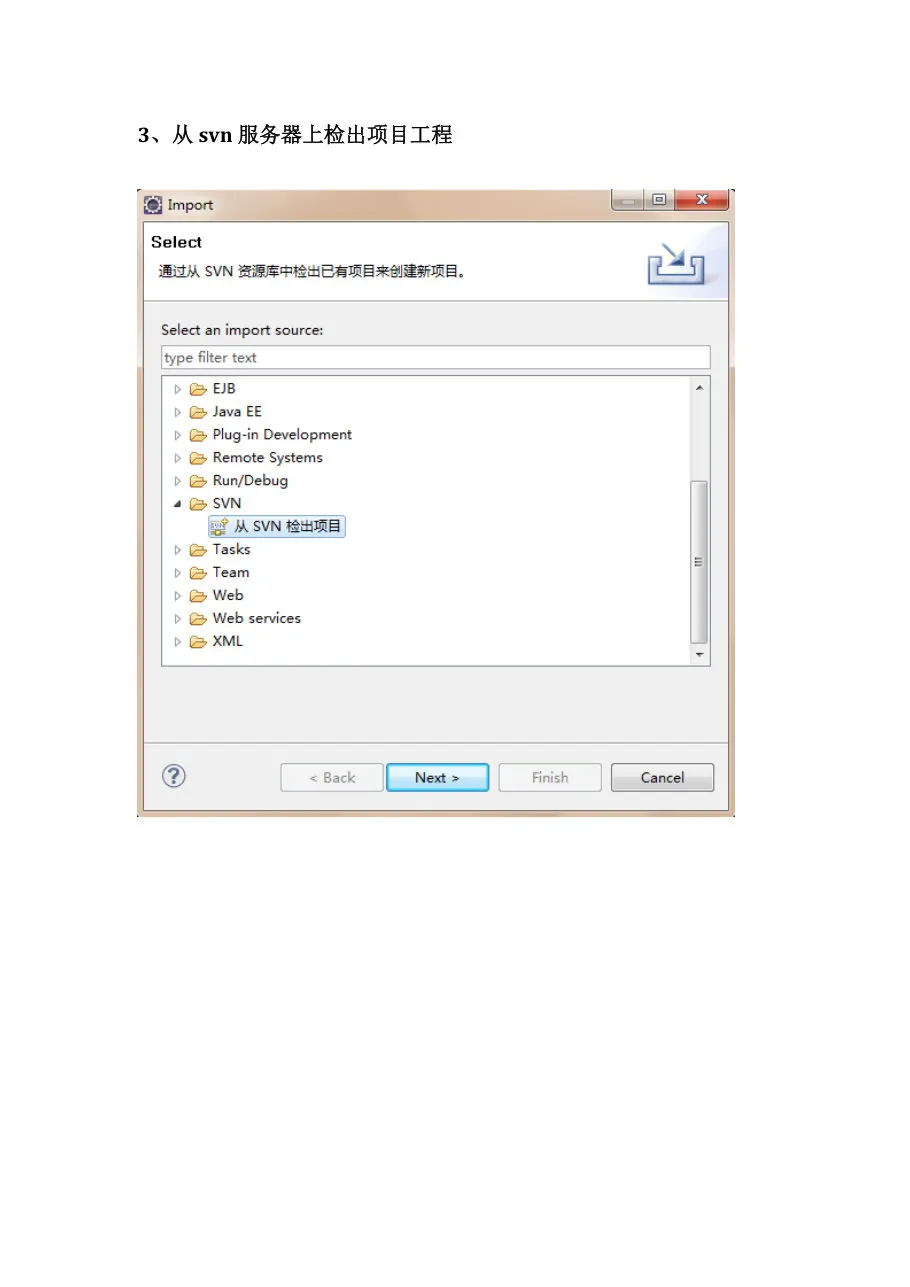 3、从 svn 服务器上检出项目工程
Import
Select
通过从 SVN 资源库中检出已有项目来创建新项目。
Select an import source:
type filter text
EJB
Java EE
Plug-in Development
Remote Systems
Run/Debug
SVN
从 SVN 检出项目
Tasks
Team
Web
Web services
XML
< Back Next > Finish Cancel